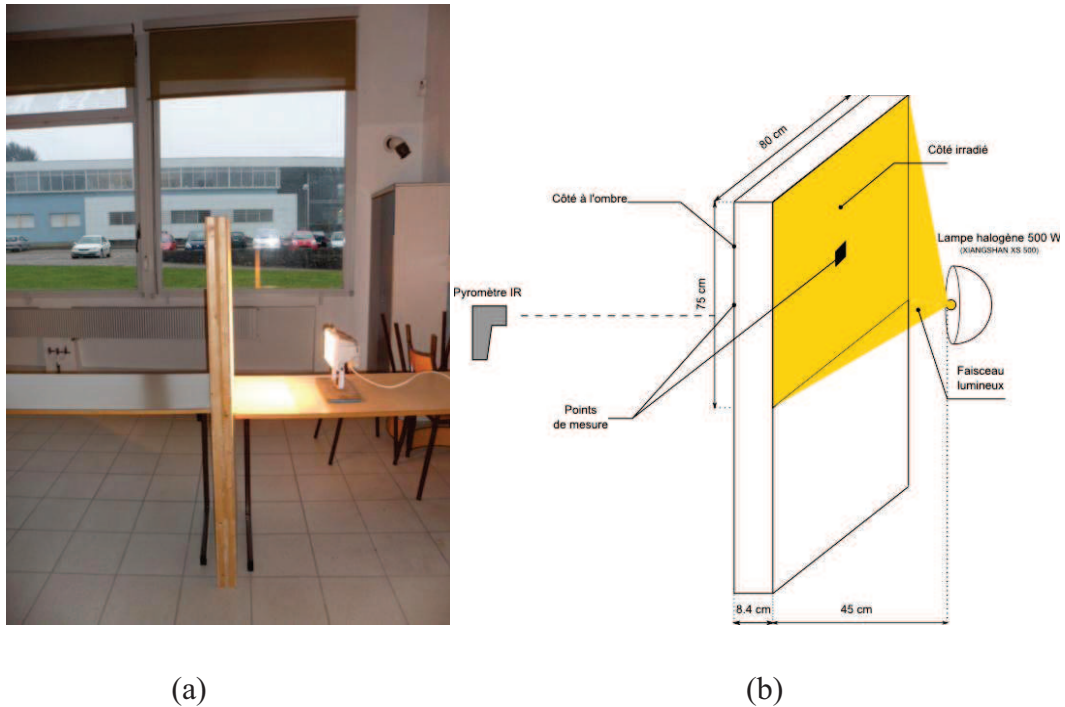 80 cm
Côté irradié
Côté à l'ombre
Lampe halogène 500 W
(XIANGSHAN XS 500)
Pyromètre IR
75 cm
Faisceau
lumineux
Points
de mesure
8.4 cm
45 cm
(a)
(b)